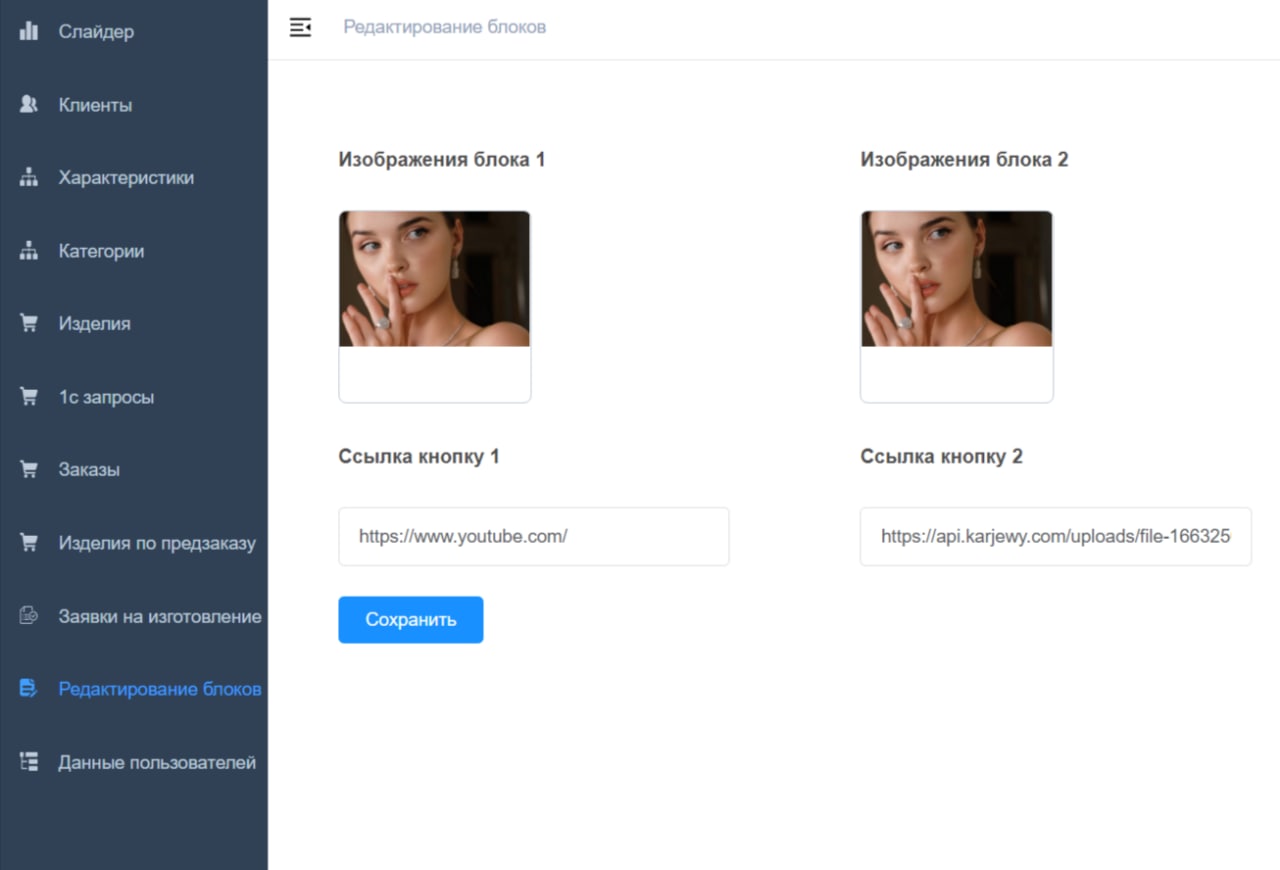 Слайдер
Клиенты
Характеристики
Категории
Изделия
1с запросы
Заказы
Изделия по предзаказу
Заявки на изготовление
Редактирование блоков
Данные пользователей
Редактирование блоков
Изображения блока 1
Изображения блока 2
Ссылка кнопку 1
Ссылка кнопку 2
https://www.youtube.com/
https://api.karjewy.com/uploads/file-166325
Сохранить